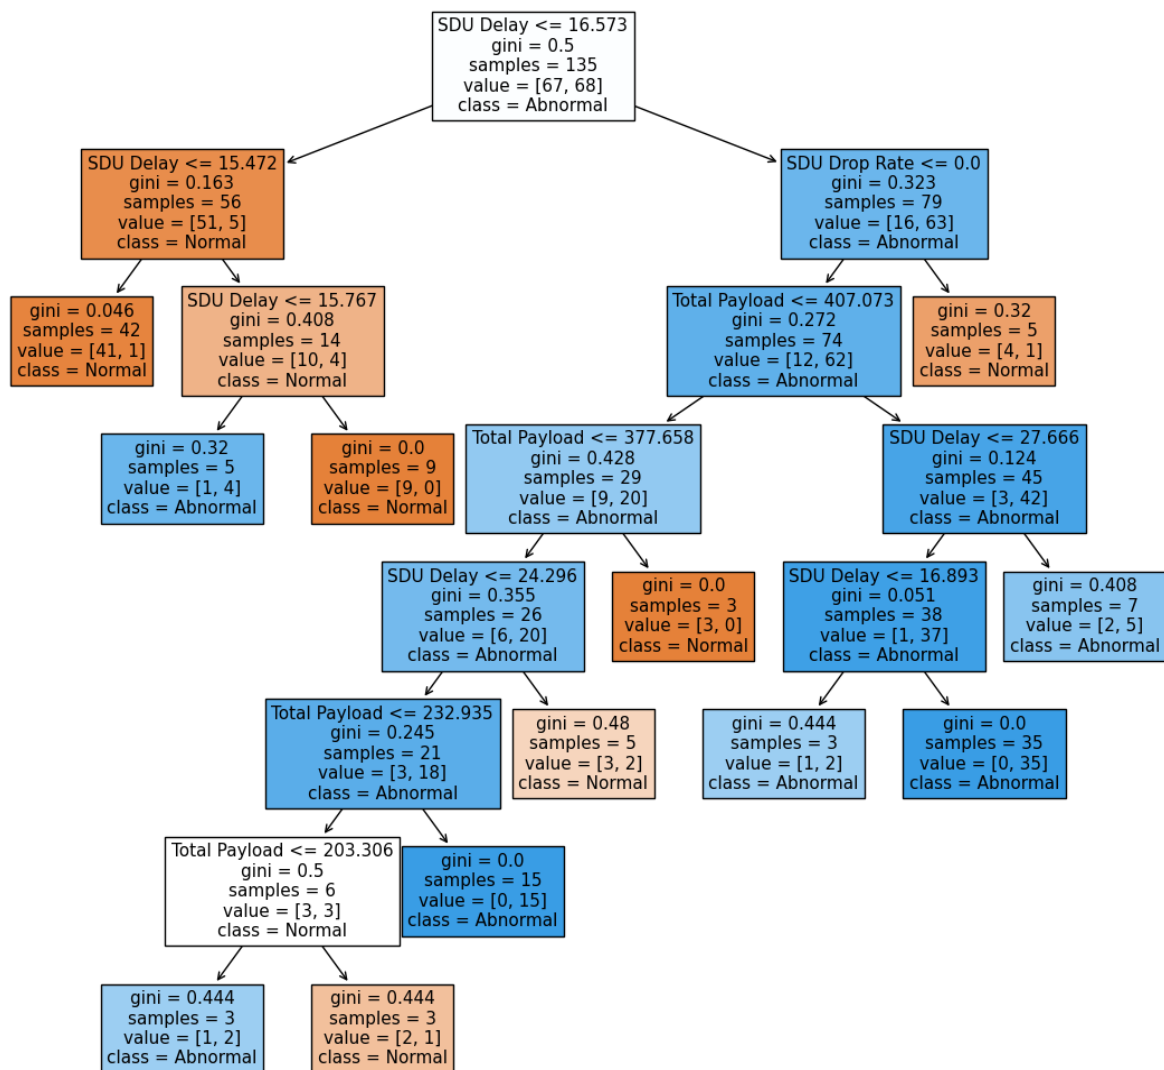 SDU Delay <= 16.573
gini = 0.5
samples = 135
value = [67, 68]
class = Abnormal
SDU Delay <= 15.472
gini = 0.163
samples = 56
value = [51, 5]
class = Normal
SDU Drop Rate <= 0.0
gini = 0.323
samples = 79
value = [16, 63]
class = Abnormal
gini = 0.046
samples = 42
value = [41, 1]
class = Normal
SDU Delay <= 15.767
gini = 0.408
samples = 14
value = [10, 4]
class = Normal
Total Payload <= 407.073
gini = 0.272
samples = 74
value = [12, 62]
class = Abnormal
gini = 0.32
samples = 5
value = [4, 1]
class = Normal
gini = 0.32
samples = 5
value = [1, 4]
class = Abnormal
gini = 0.0
samples = 9
value = [9, 0]
class = Normal
Total Payload <= 377.658
gini = 0.428
samples = 29
value = [9, 20]
class = Abnormal
SDU Delay <= 27.666
gini = 0.124
samples = 45
value = [3, 42]
class = Abnormal
SDU Delay <= 24.296
gini = 0.355
samples = 26
value = [6, 20]
class = Abnormal
gini = 0.0
samples = 3
value = [3, 0]
class = Normal
SDU Delay <= 16.893
gini = 0.051
samples = 38
value = [1, 37]
class = Abnormal
gini = 0.408
samples = 7
value = [2, 5]
class = Abnormal
Total Payload <= 232.935
gini = 0.245
samples = 21
value = [3, 18]
class = Abnormal
gini = 0.48
samples = 5
value = [3, 2]
class = Normal
gini = 0.444
samples = 3
value = [1, 2]
class = Abnormal
gini = 0.0
samples = 35
value = [0, 35]
class = Abnormal
Total Payload <= 203.306
gini = 0.5
samples = 6
value = [3, 3]
class = Normal
gini = 0.0
samples = 15
value = [0, 15]
class = Abnormal
gini = 0.444
samples = 3
value = [1, 2]
class = Abnormal
gini = 0.444
samples = 3
value = [2, 1]
class = Normal